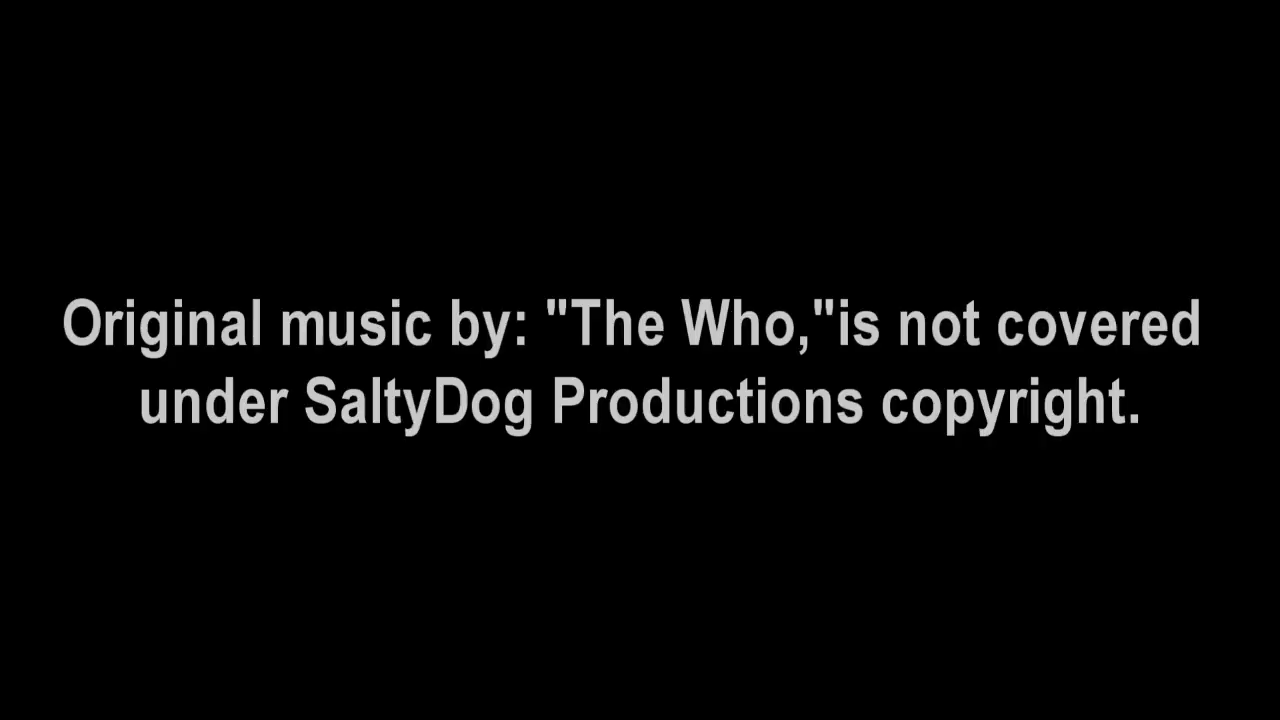 Original music by: "The Who,"is not covered
under SaltyDog Productions copyright.